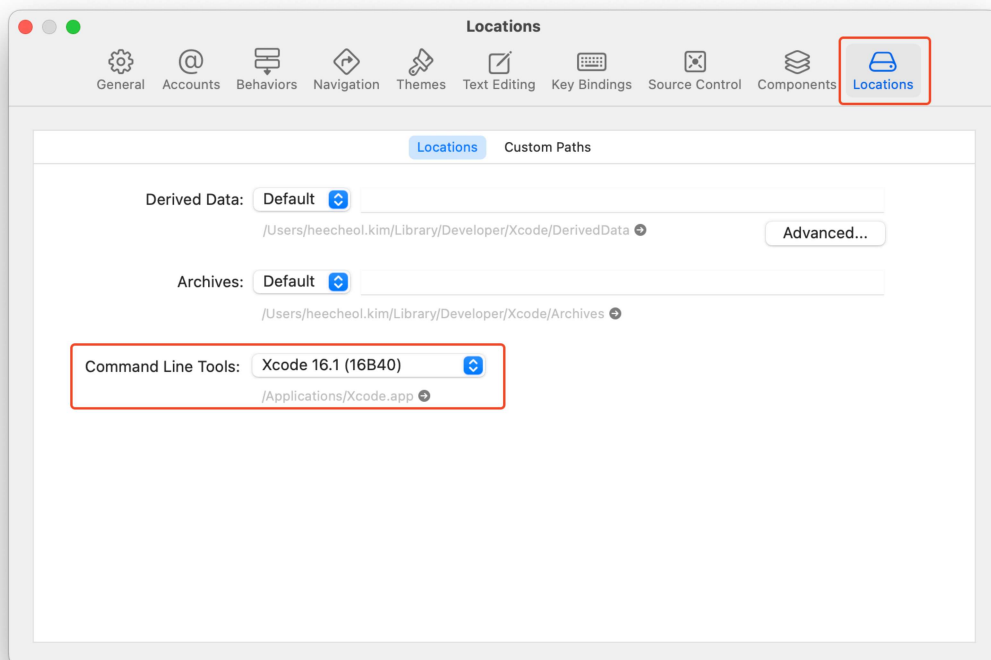 Locations
General Accounts Behaviors Navigation Themes Text Editing Key Bindings Source Control Components Locations
Locations Custom Paths
Derived Data: Default
/Users/heecheol.kim/Library/Developer/Xcode/DerivedData
Advanced...
Archives: Default
/Users/heecheol.kim/Library/Developer/Xcode/Archives
Command Line Tools: Xcode 16.1 (16B40)
/Applications/Xcode.app